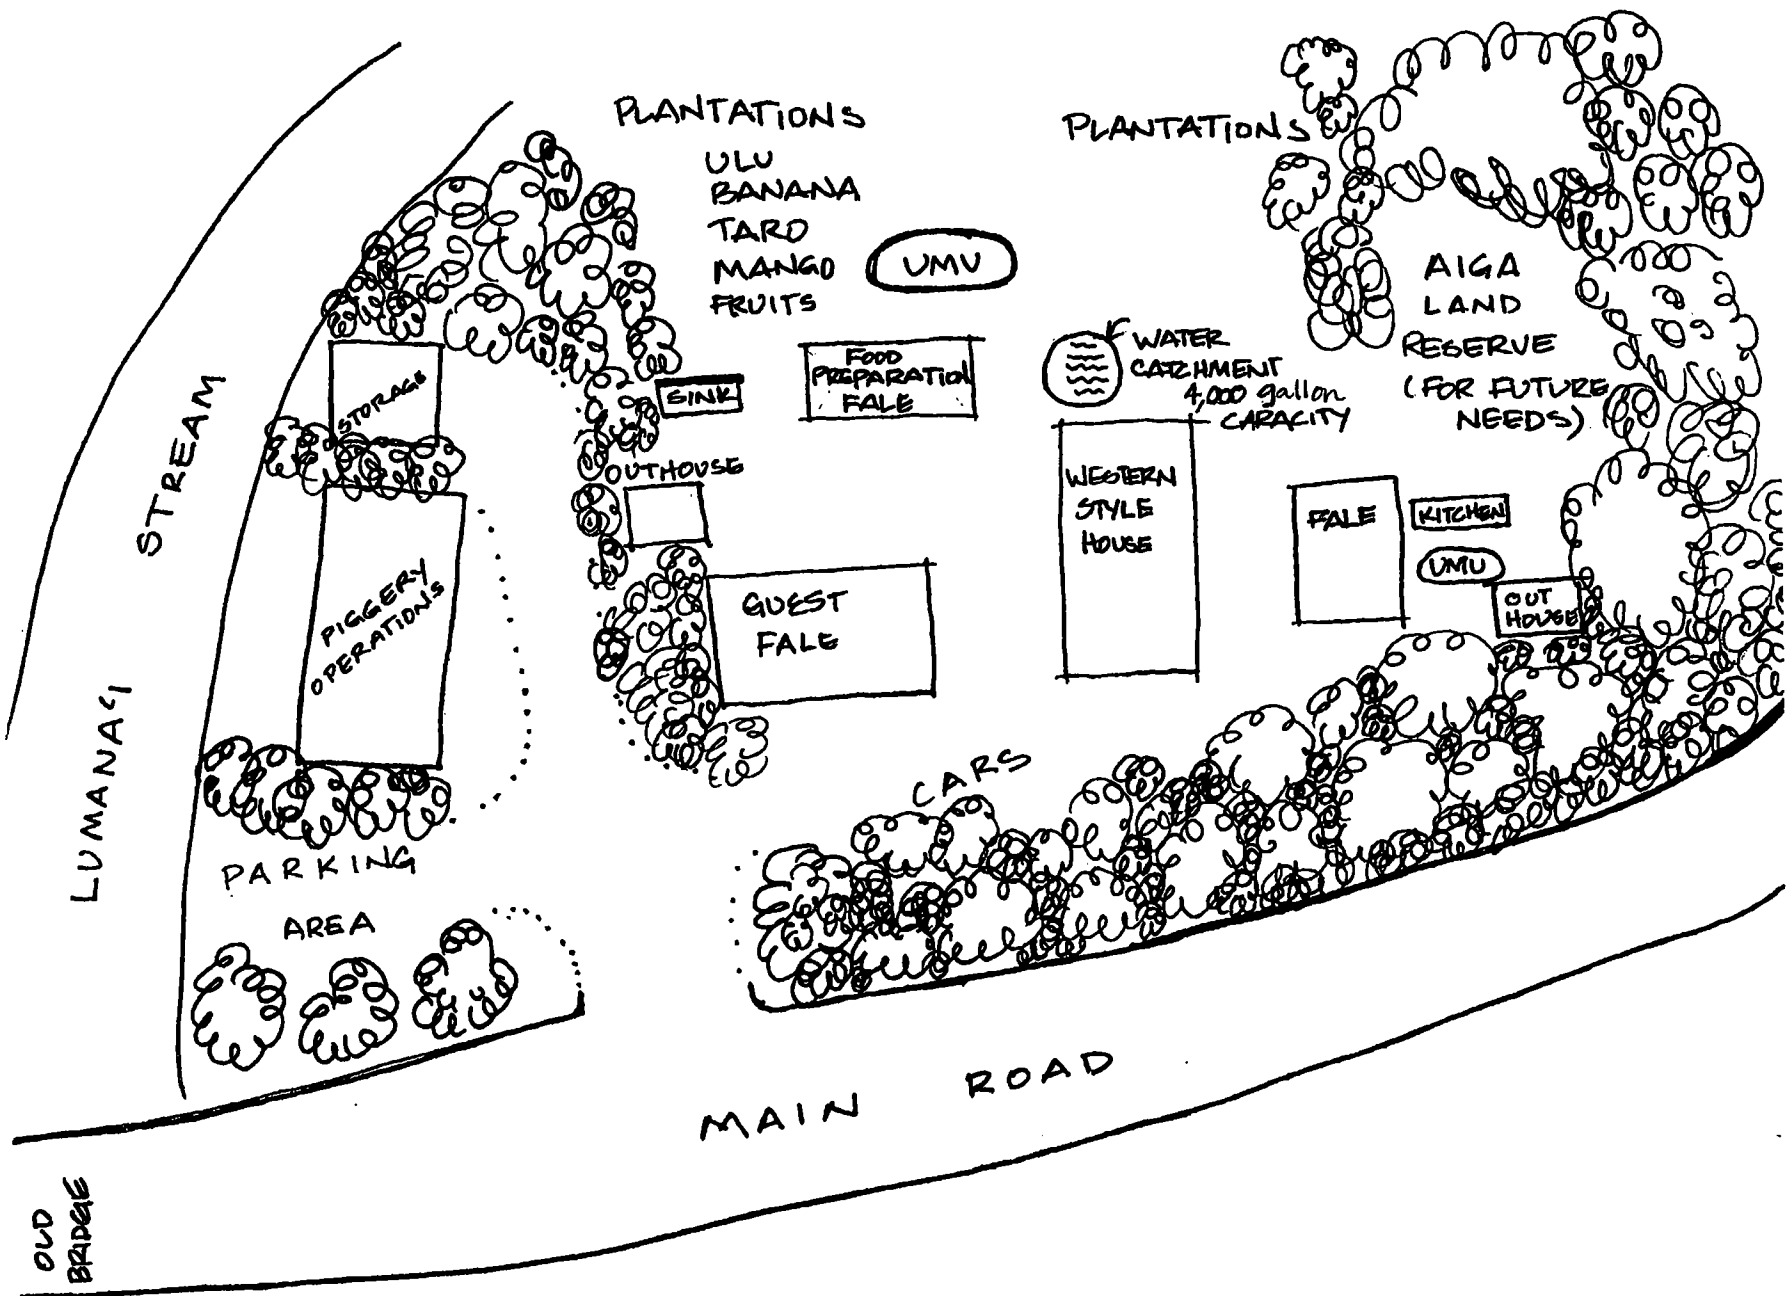 PLANTATIONS
ULU
BANANA
TARO
MANGO
FRUITS
UMU
PLANTATIONS
AIGA
LAND
RESERVE
(FOR FUTURE
NEEDS)
STORAGE
SINK
FOOD
PREPARATION
FALE
WATER
CATCHMENT
4,000 gallon
CAPACITY
OUTHOUSE
WESTERN
STYLE
HOUSE
FALE
KITCHEN
UMU
OUT
HOUSE
PIGGERY
OPERATIONS
GUEST
FALE
LUMANA'I STREAM
CARS
PARKING
AREA
MAIN ROAD
OLD
BRIDGE